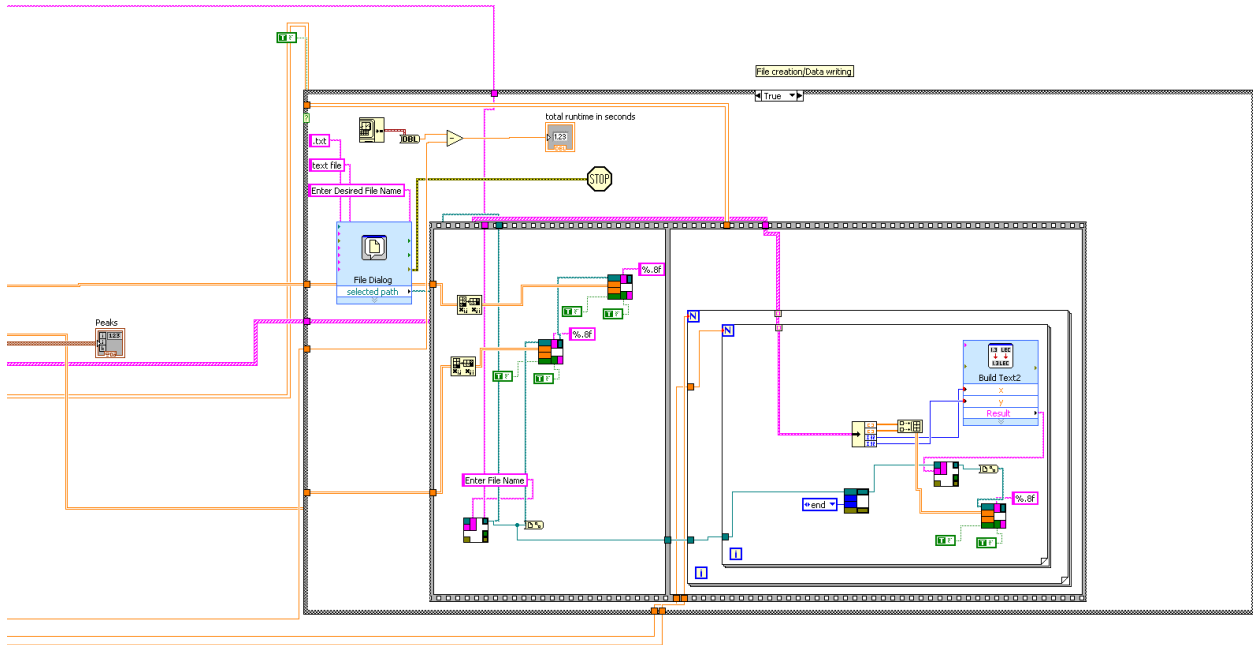 File creation/Data writing
True
T F
.txt
text file
Enter Desired File Name
DBL
total runtime in seconds
1.23
STOP
File Dialog
selected path
Peaks
%.8f
T F
T F
%.8f
T F
T F
Enter File Name
N
N
Build Text2
x
y
Result
end
%.8f
T F
T F
i
i